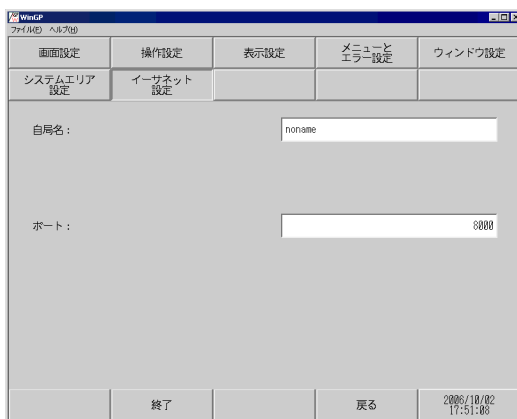 WinGP
ファイル(F) ヘルプ(H)
画面設定 操作設定 表示設定 メニューと ウィンドウ設定
エラー設定
システムエリア イーサネット
設定 設定
自局名： noname
ポート： 8000
終了 戻る 2006/10/02
17:51:08